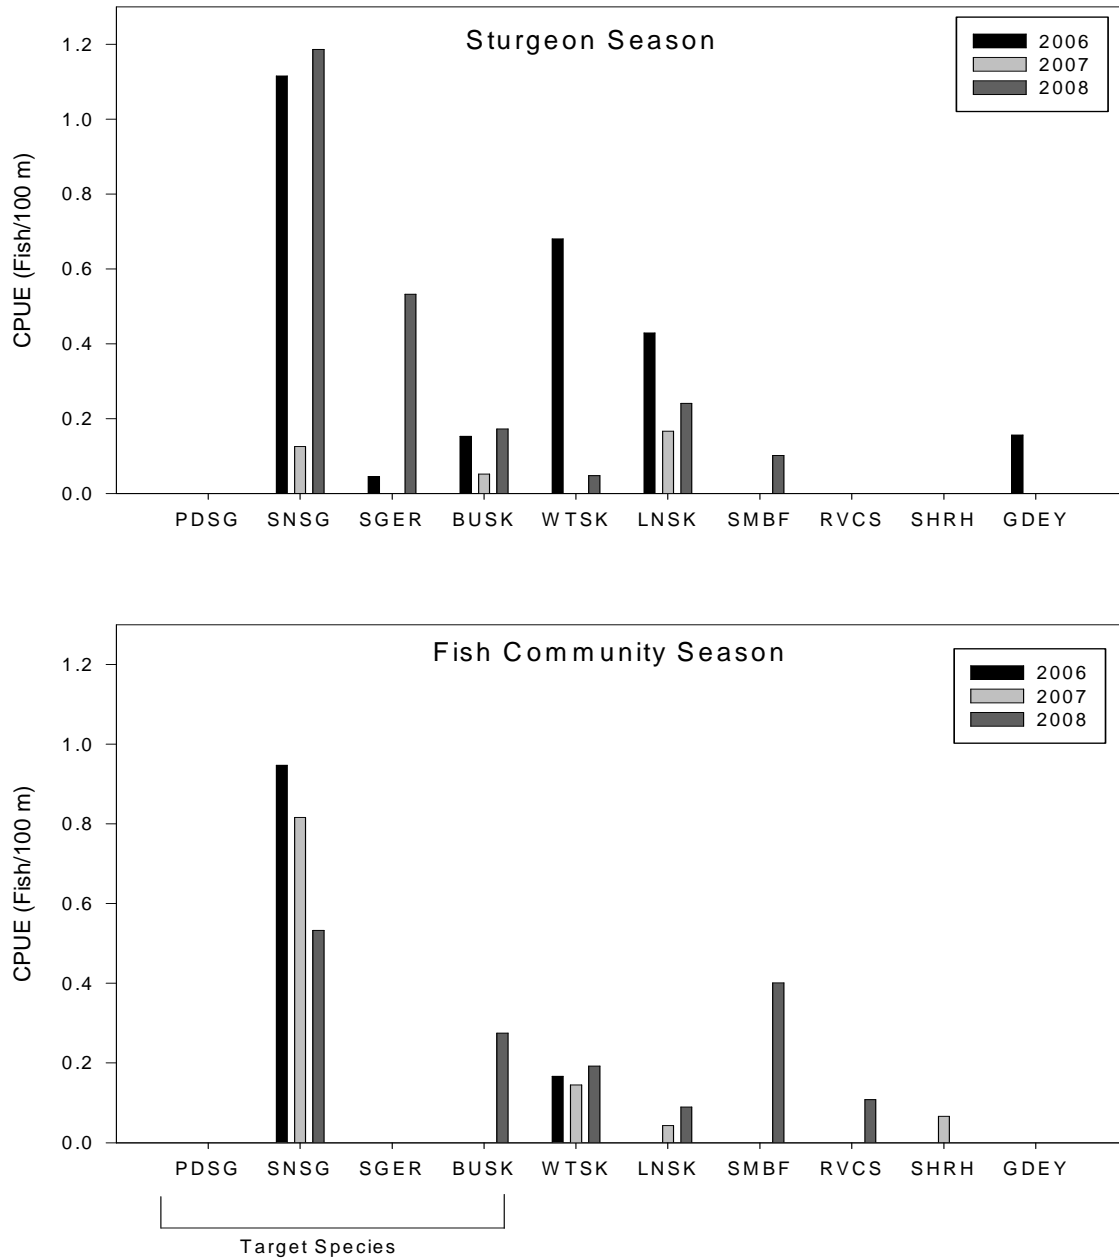 Sturgeon Season
2006
2007
2008
CPUE (Fish/100 m)
1.2
1.0
0.8
0.6
0.4
0.2
0.0
PDSG SNSG SGER BUSK WTSK LNSK SMBF RVCS SHRH GDEY
Fish Community Season
2006
2007
2008
CPUE (Fish/100 m)
1.2
1.0
0.8
0.6
0.4
0.2
0.0
PDSG SNSG SGER BUSK WTSK LNSK SMBF RVCS SHRH GDEY
Target Species